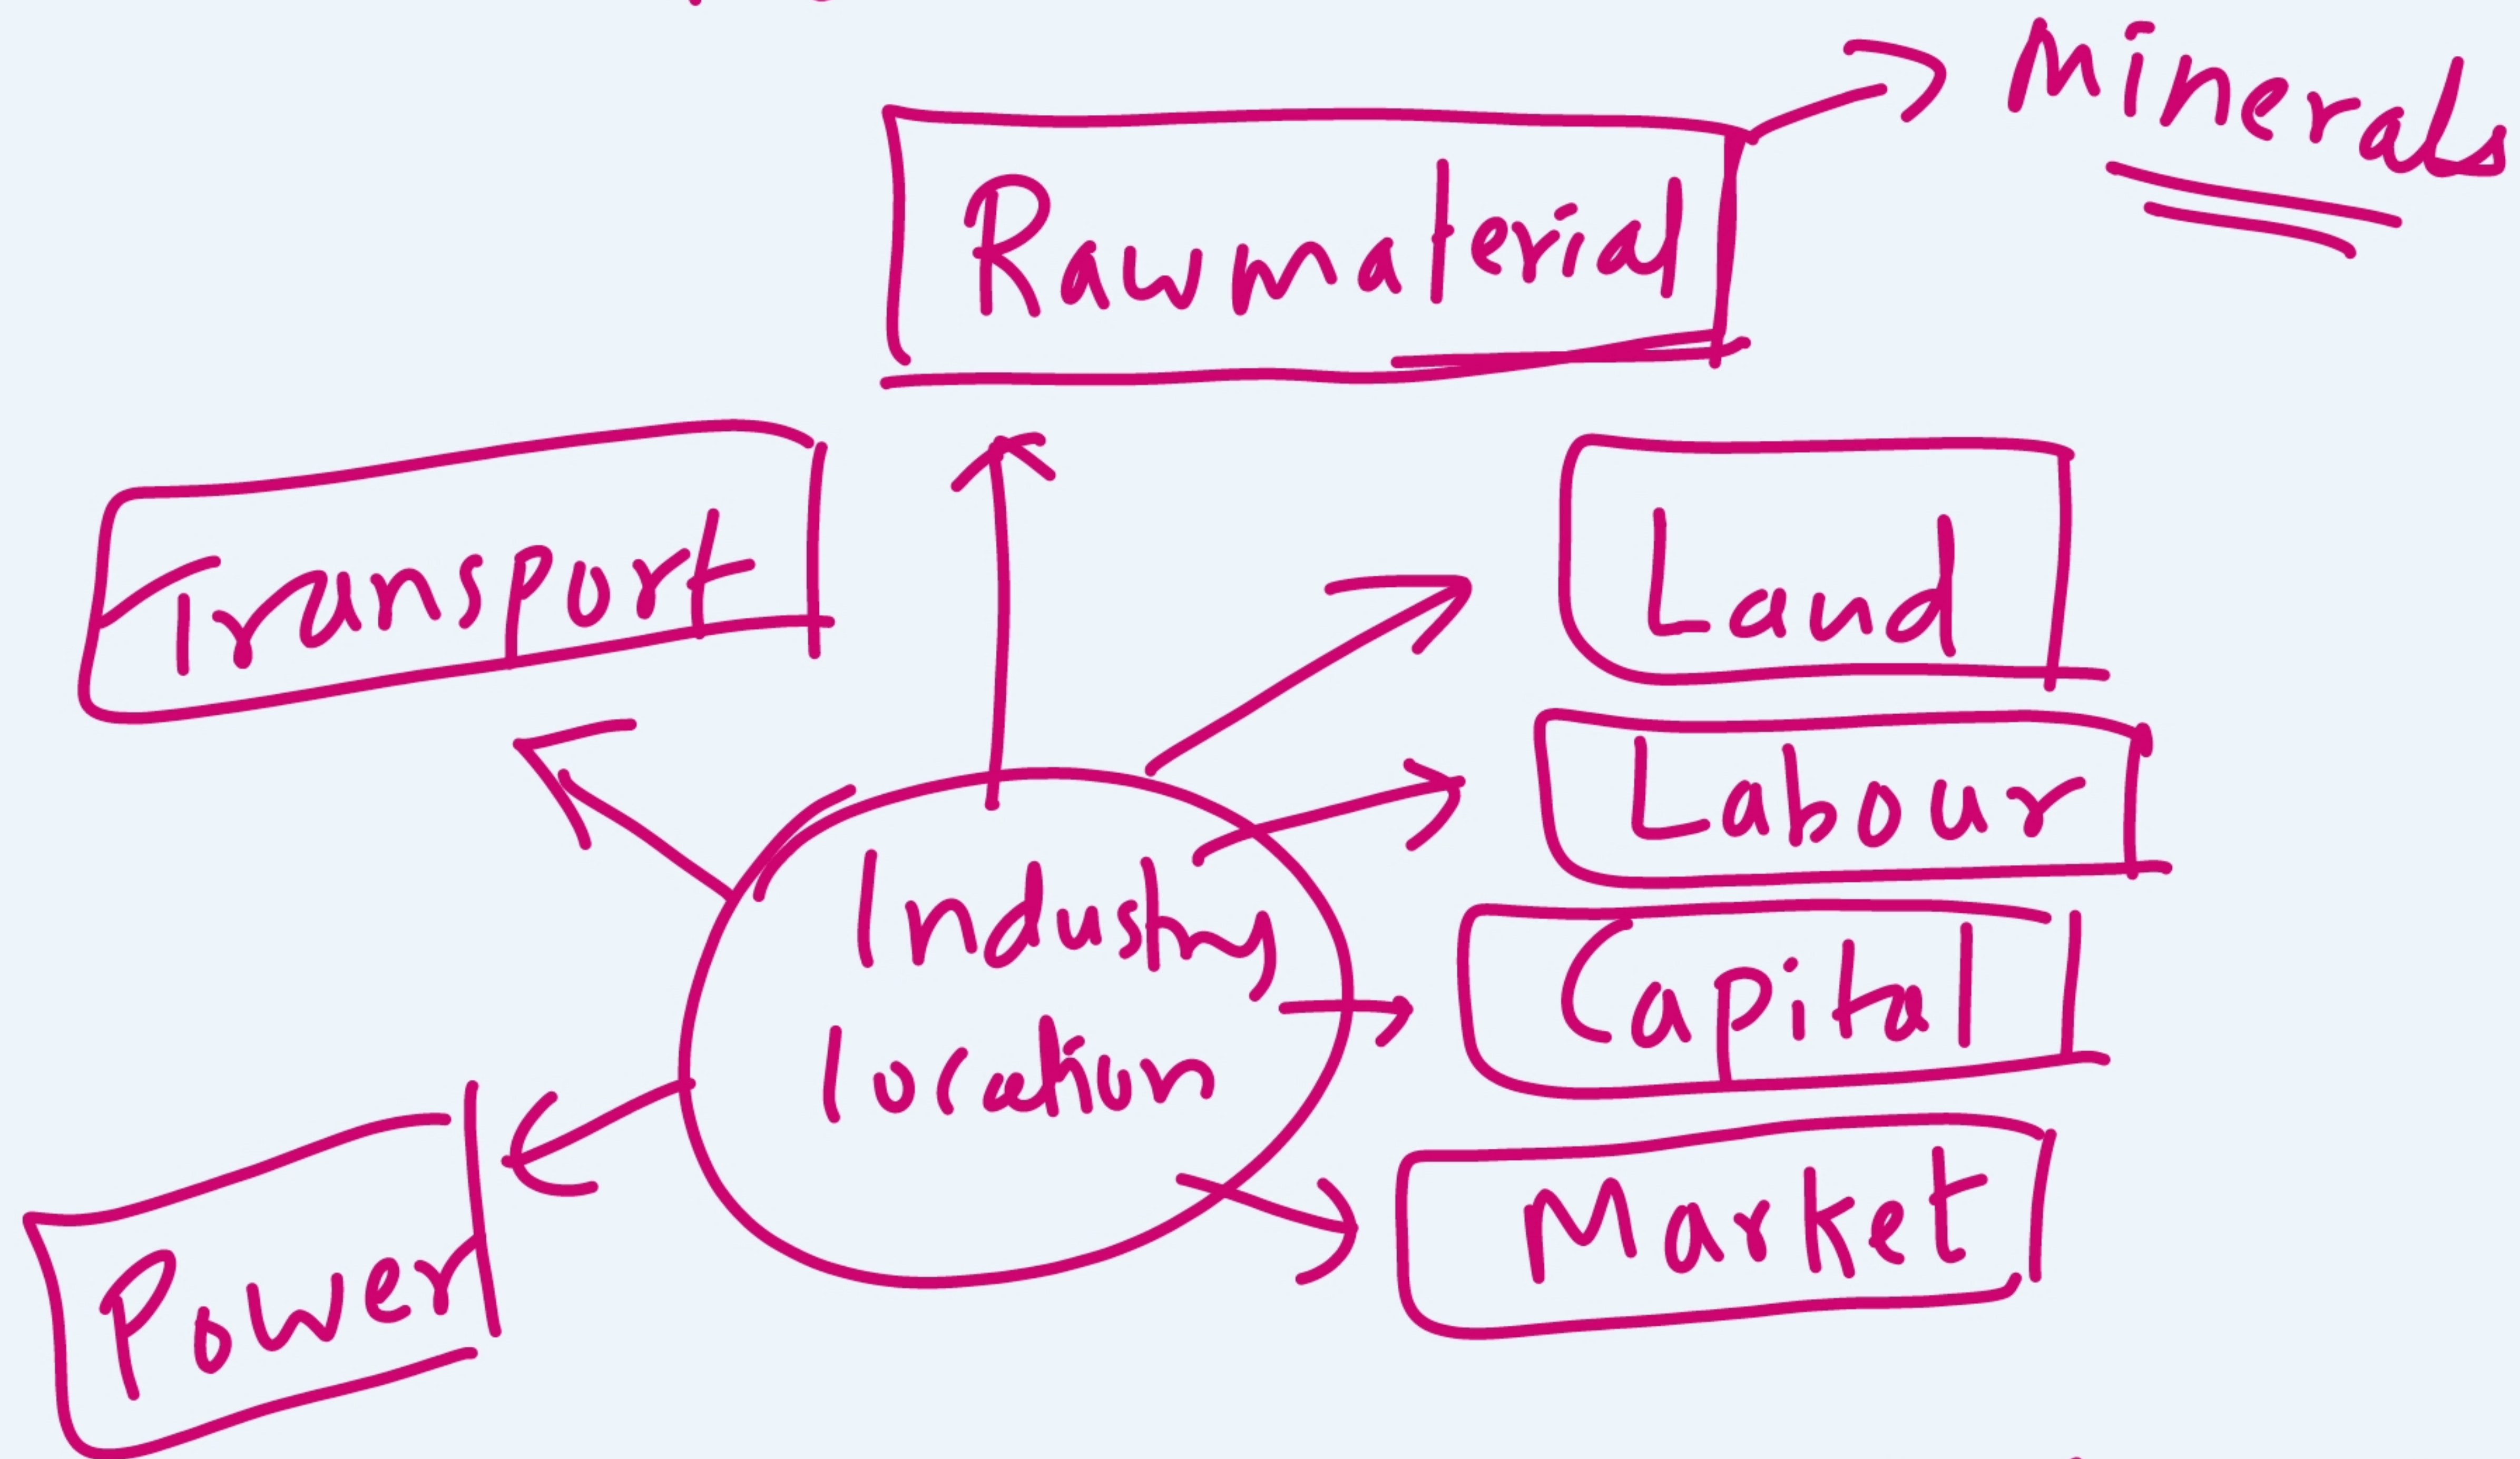 Minerals
Rawmaterial
Transport
Land
Labour
Industry
location
Capital
Market
Power